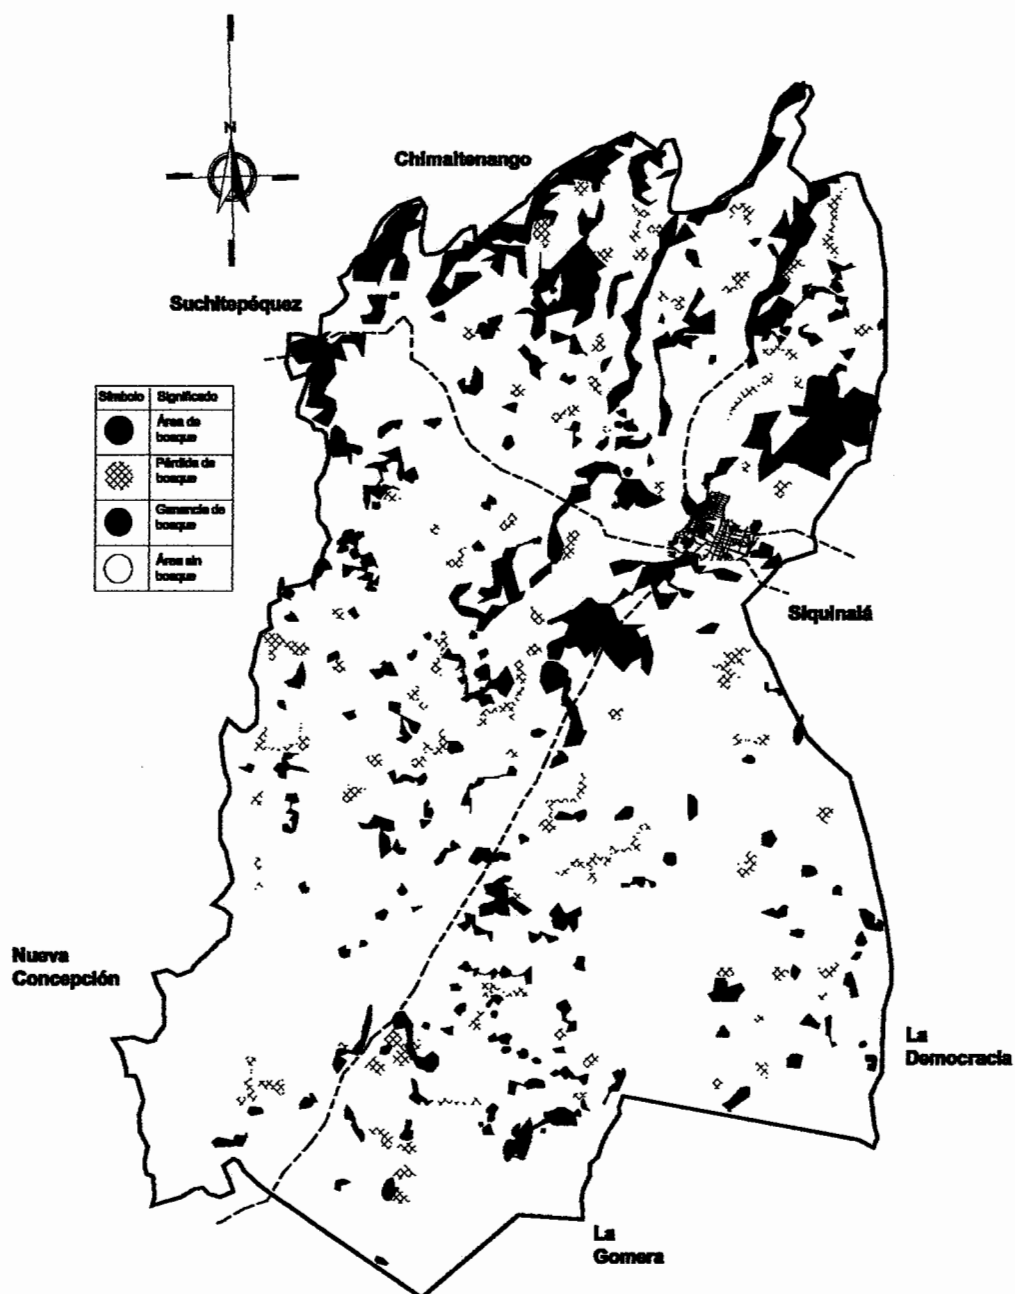 N
Chimaltenango
Suchitepéquez
Símbolo Significado
Área de
bosque
Pérdida de
bosque
Ganancia de
bosque
Área sin
bosque
Siquinalá
Nueva
Concepción
La
Democracia
La
Gomera